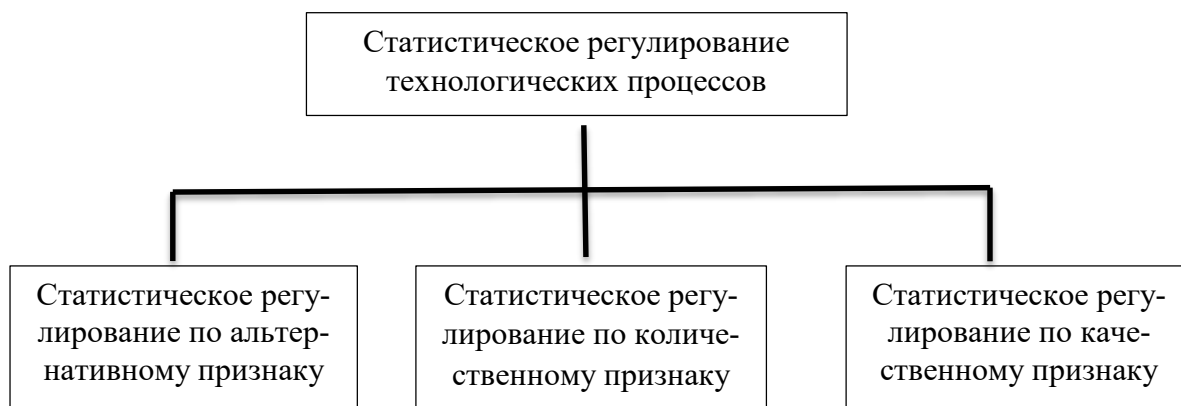 Статистическое регулирование
технологических процессов
Статистическое регу-
лирование по альтер-
нативному признаку
Статистическое регу-
лирование по количе-
ственному признаку
Статистическое регу-
лирование по каче-
ственному признаку